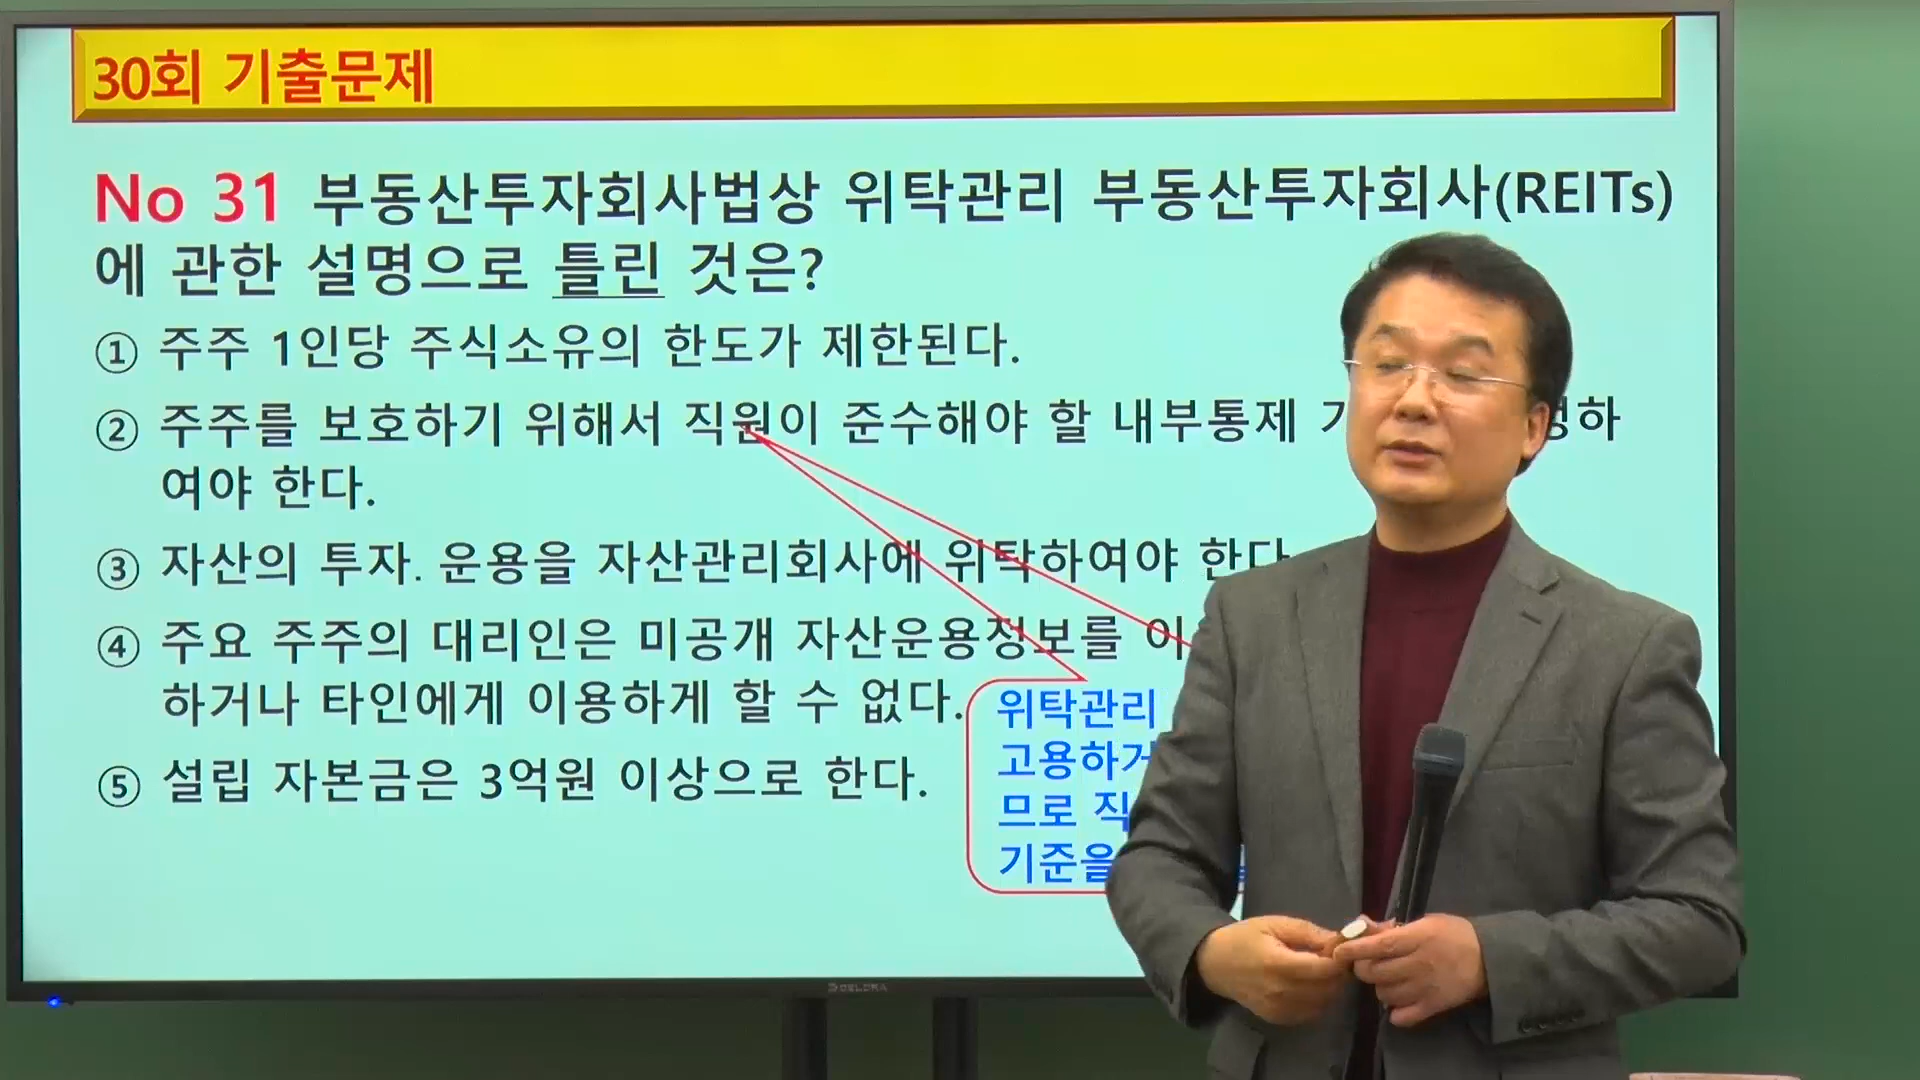 30회 기출문제
No 31 부동산투자회사법상 위탁관리 부동산투자회사(REITs)
에 관한 설명으로 틀린 것은?
① 주주 1인당 주식소유의 한도가 제한된다.
② 주주를 보호하기 위해서 직원이 준수해야 할 내부통제
여야 한다.
③ 자산의 투자. 운용을 자산관리회사에 위탁하여야 한다
④ 주요 주주의 대리인은 미공개 자산운용정보를
하거나 타인에게 이용하게 할 수 없다.
⑤ 설립 자본금은 3억원 이상으로 한다.
위탁관리
고용하거
므로 직
기준을
DELORA